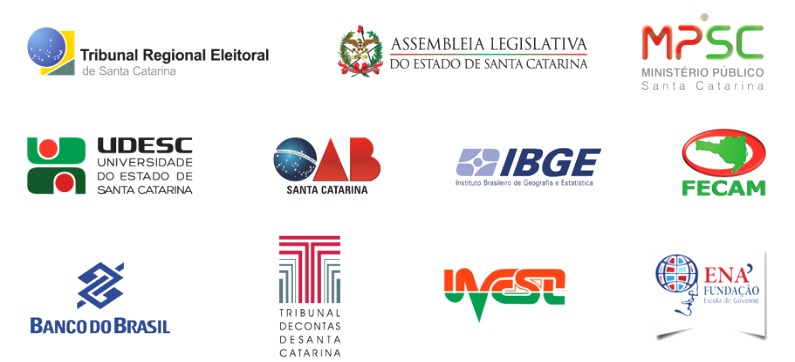 Tribunal Regional Eleitoral
de Santa Catarina
ASSEMBLEIA LEGISLATIVA
DO ESTADO DE SANTA CATARINA
MPSC
MINISTÉRIO PÚBLICO
Santa Catarina
UDESC
UNIVERSIDADE
DO ESTADO DE
SANTA CATARINA
OAB
SANTA CATARINA
IBGE
Instituto Brasileiro de Geografia e Estatística
FECAM
BANCO DO BRASIL
TRIBUNAL
DECONTAS
DESANTA
CATARINA
ENA
FUNDAÇÃO
Escola de Governo